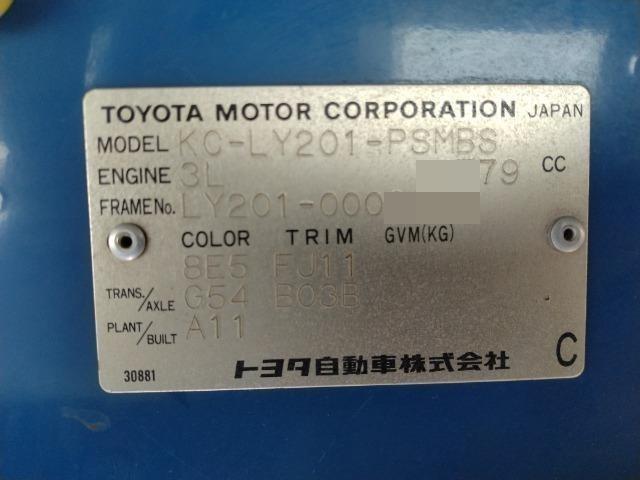 TOYOTA MOTOR CORPORATION JAPAN
MODEL KC-LY201-PSMBS
ENGINE 3L 79 CC
FRAME No. LY201-000
COLOR TRIM GVM(KG)
8E5 FJ11
TRANS./AXLE G54 B03B
PLANT/BUILT A11
30881 トヨタ自動車株式会社 C